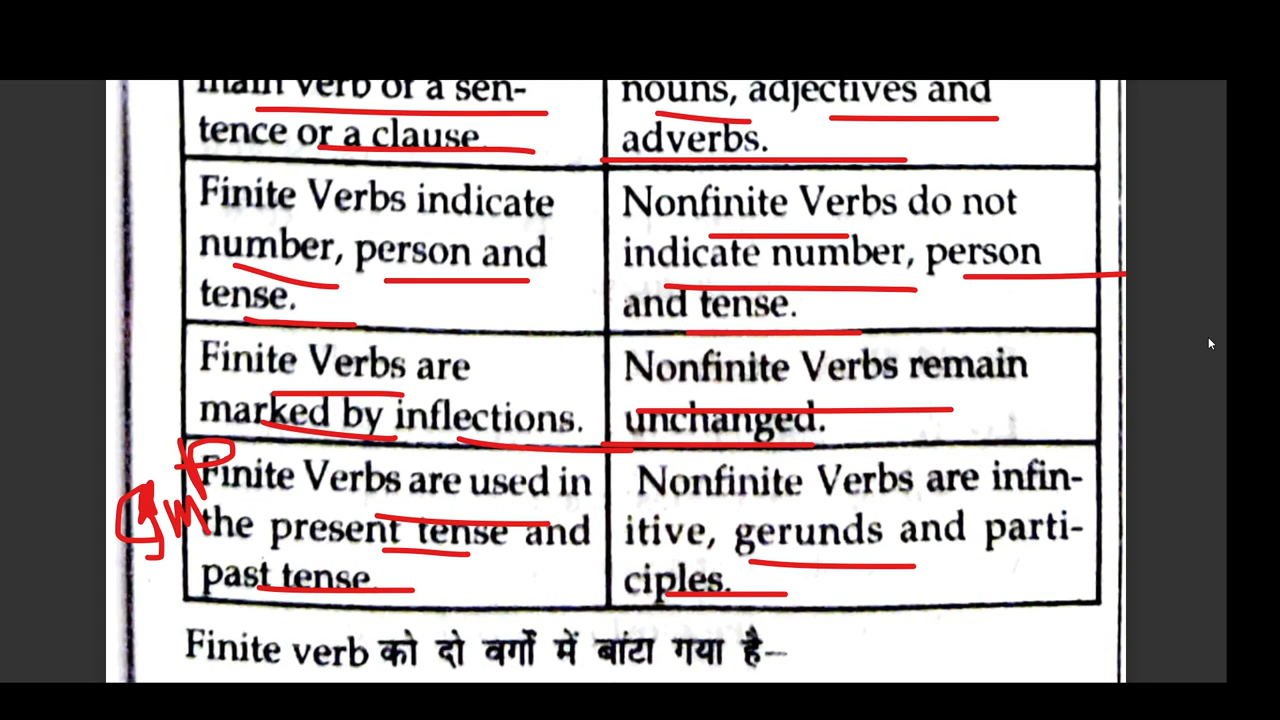 main verb of a sen-
tence or a clause.
nouns, adjectives and
adverbs.
Finite Verbs indicate
number, person and
tense.
Nonfinite Verbs do not
indicate number, person
and tense.
Finite Verbs are
marked by inflections.
Nonfinite Verbs remain
unchanged.
Imp
Finite Verbs are used in
the present tense and
past tense.
Nonfinite Verbs are infin-
itive, gerunds and parti-
ciples.
Finite verb को दो वर्गों में बांटा गया है–